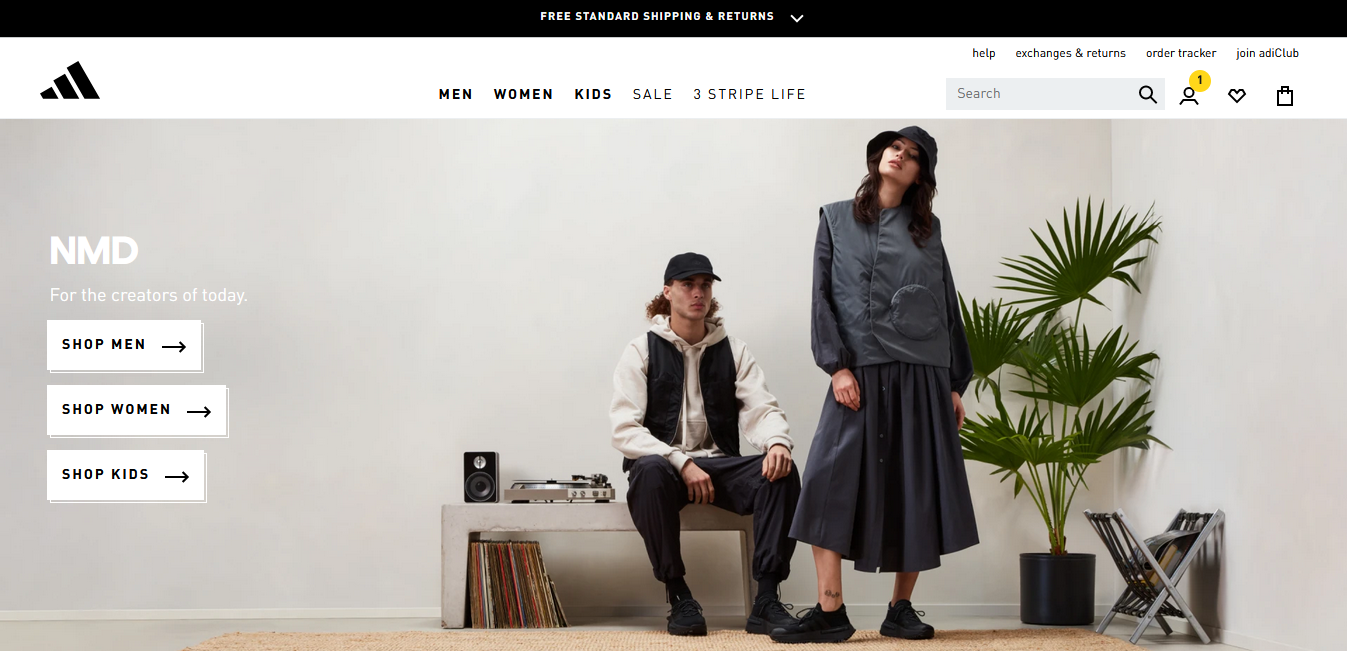 FREE STANDARD SHIPPING & RETURNS
help exchanges & returns order tracker join adiClub
MEN WOMEN KIDS SALE 3 STRIPE LIFE
Search
1
NMD
For the creators of today.
SHOP MEN
SHOP WOMEN
SHOP KIDS